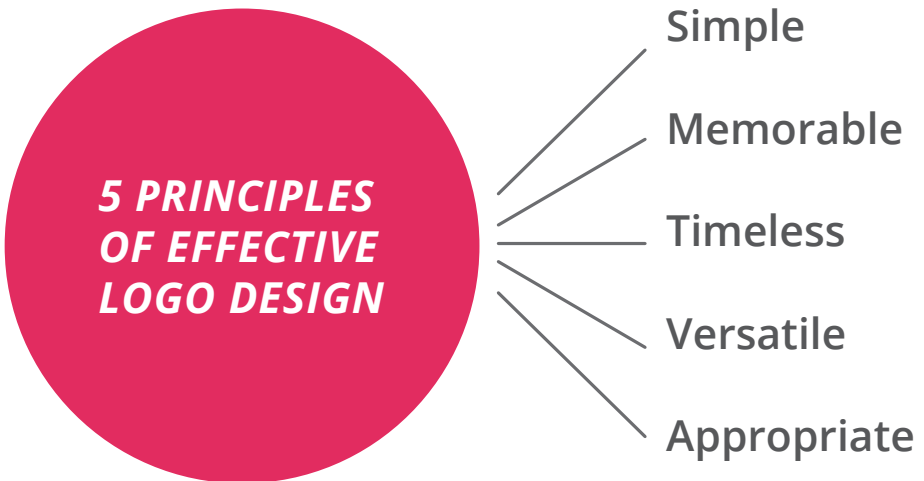 5 PRINCIPLES
OF EFFECTIVE
LOGO DESIGN
Simple
Memorable
Timeless
Versatile
Appropriate